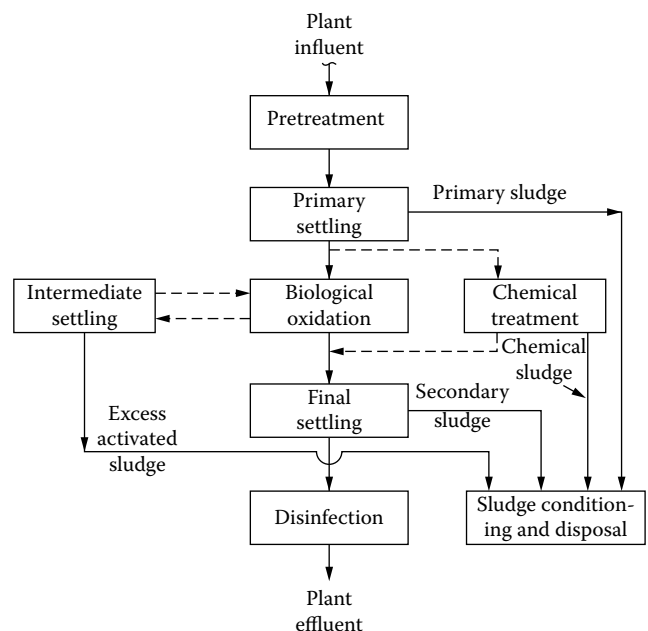 Plant
influent
Pretreatment
Primary sludge
Primary
settling
Intermediate
settling
Biological
oxidation
Chemical
treatment
Chemical
sludge
Final
settling
Secondary
sludge
Excess
activated
sludge
Disinfection
Sludge condition-
ing and disposal
Plant
effluent